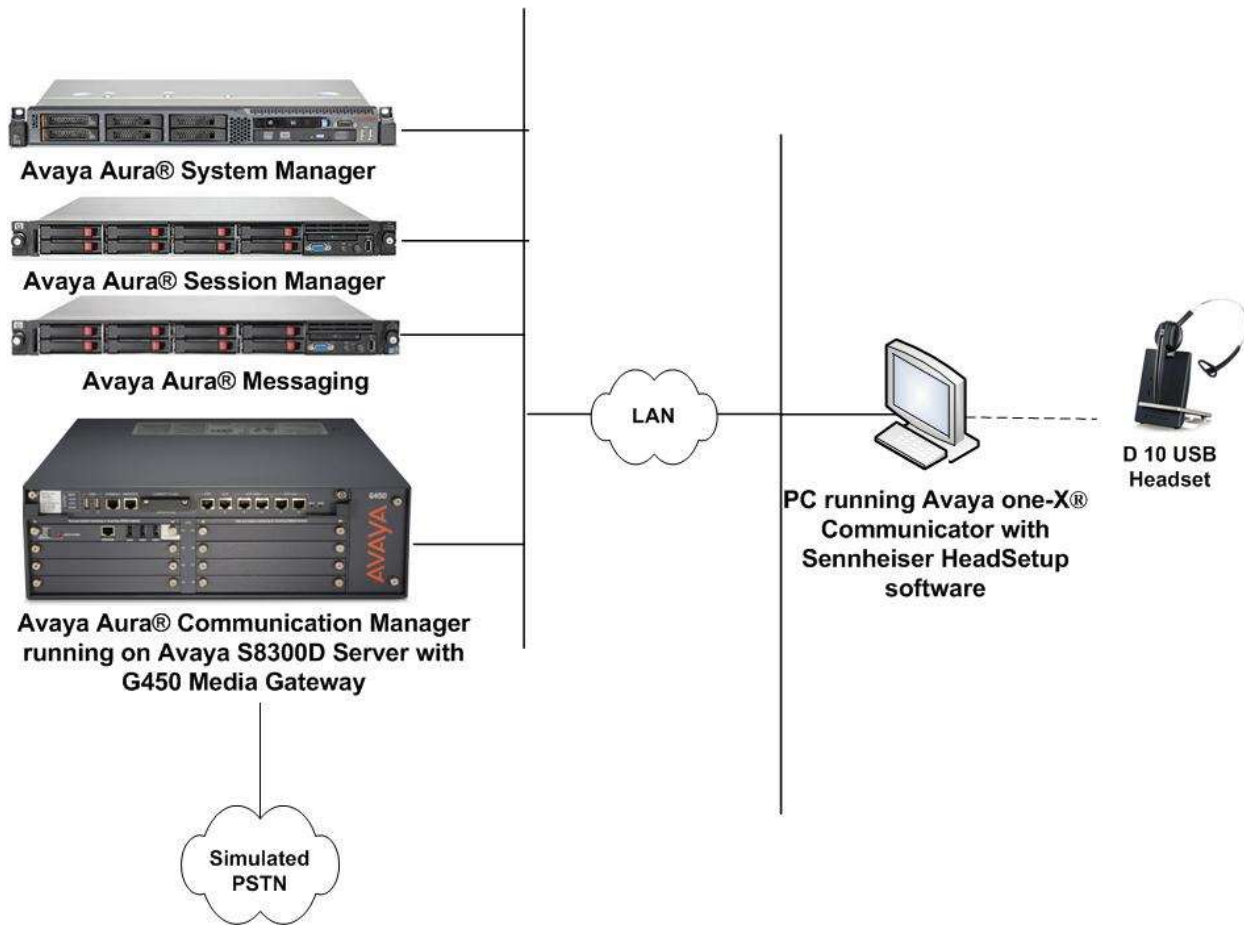 Avaya Aura® System Manager
Avaya Aura® Session Manager
Avaya Aura® Messaging
G450
AVAYA
Avaya Aura® Communication Manager
running on Avaya S8300D Server with
G450 Media Gateway
Simulated
PSTN
LAN
PC running Avaya one-X®
Communicator with
Sennheiser HeadSetup
software
D 10 USB
Headset